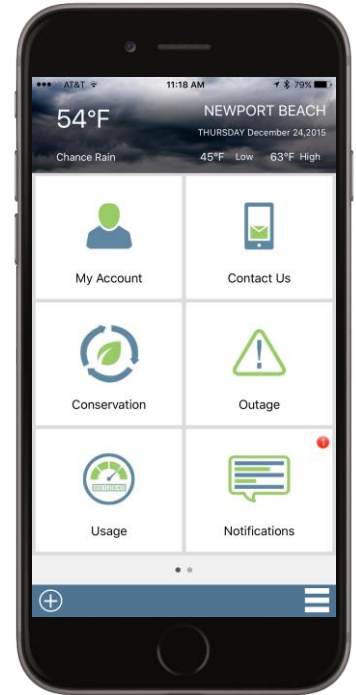 AT&T 11:18 AM 79%
54°F NEWPORT BEACH
THURSDAY December 24,2015
Chance Rain 45°F Low 63°F High
My Account Contact Us
Conservation Outage
1
Usage Notifications